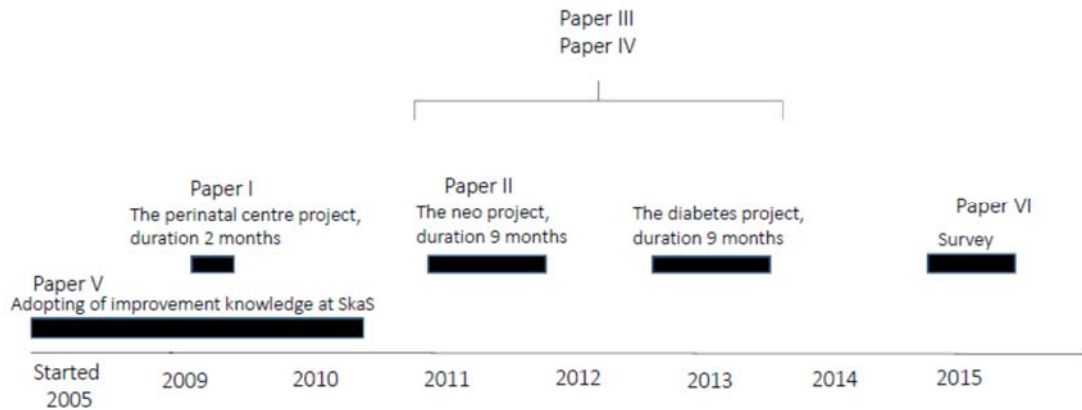 Paper III
Paper IV
Paper I
The perinatal centre project,
duration 2 months
Paper II
The neo project,
duration 9 months
The diabetes project,
duration 9 months
Paper VI
Survey
Paper V
Adopting of improvement knowledge at SkaS
Started
2005
2009
2010
2011
2012
2013
2014
2015